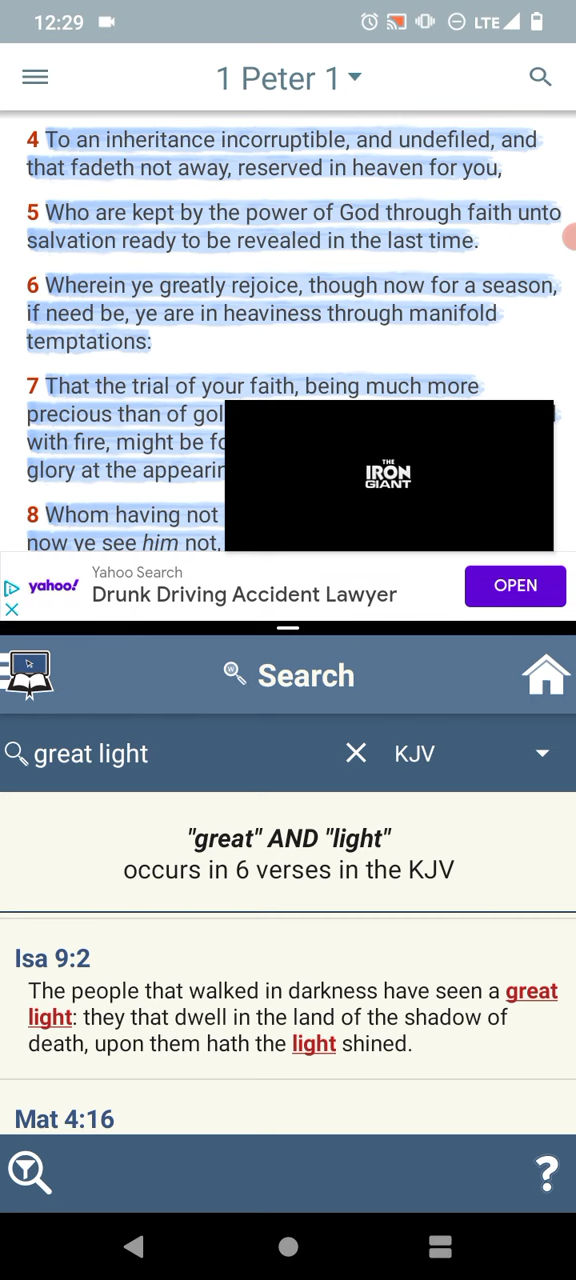 12:29
LTE
1 Peter 1
4 To an inheritance incorruptible, and undefiled, and
that fadeth not away, reserved in heaven for you,
5 Who are kept by the power of God through faith unto
salvation ready to be revealed in the last time.
6 Wherein ye greatly rejoice, though now for a season,
if need be, ye are in heaviness through manifold
temptations:
7 That the trial of your faith, being much more
precious than of gol
with fire, might be fo
glory at the appearin
8 Whom having not
now ye see him not,
THE
IRON
GIANT
Yahoo Search
yahoo! Drunk Driving Accident Lawyer
OPEN
Search
great light
KJV
"great" AND "light"
occurs in 6 verses in the KJV
Isa 9:2
The people that walked in darkness have seen a great
light: they that dwell in the land of the shadow of
death, upon them hath the light shined.
Mat 4:16
?